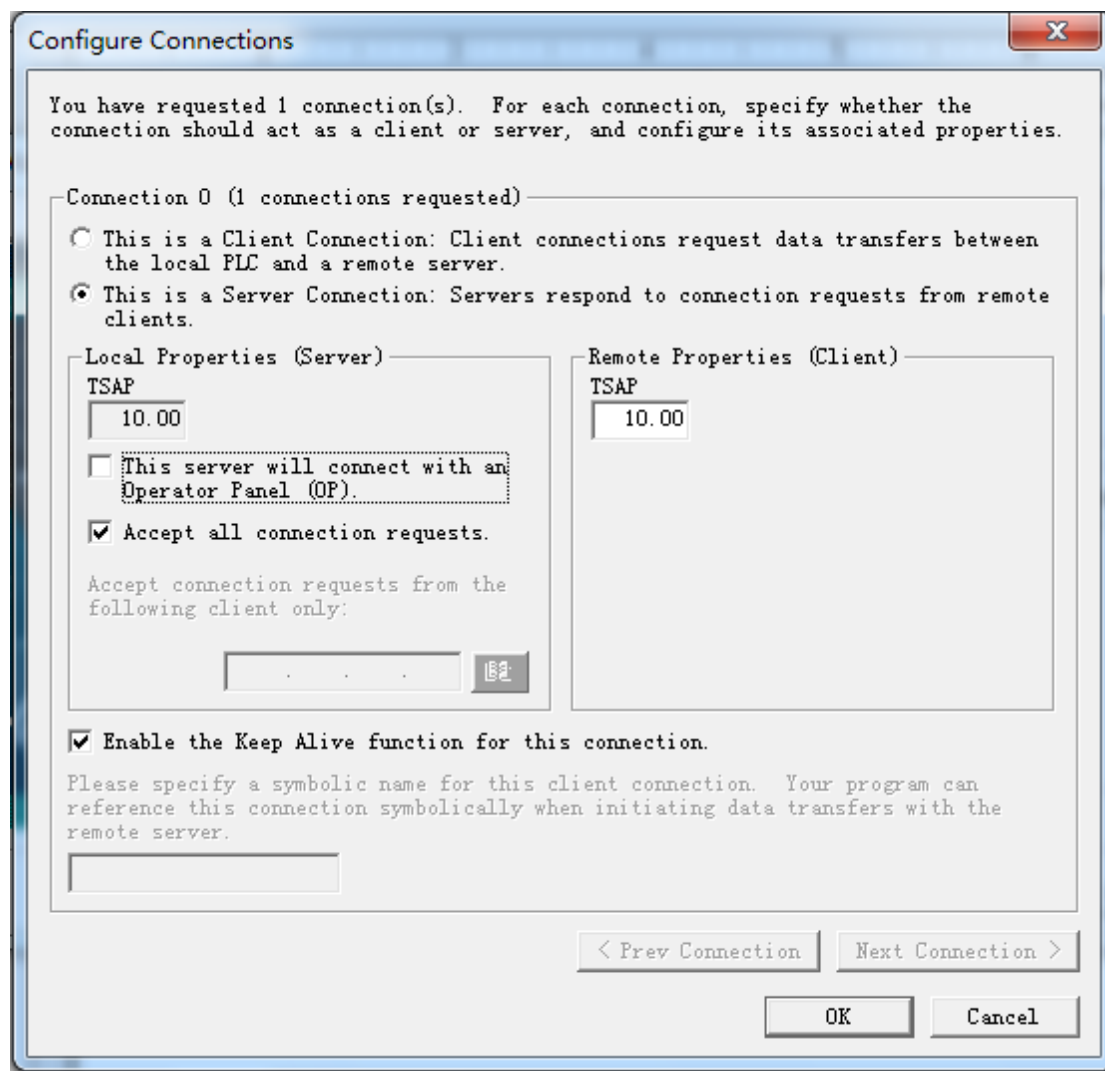 Configure Connections
You have requested 1 connection(s).  For each connection, specify whether the
connection should act as a client or server, and configure its associated properties.
Connection 0 (1 connections requested)
This is a Client Connection: Client connections request data transfers between
the local PLC and a remote server.
This is a Server Connection: Servers respond to connection requests from remote
clients.
Local Properties (Server)
TSAP
10.00
This server will connect with an
Operator Panel (OP).
Accept all connection requests.
Accept connection requests from the
following client only:
. . .
Remote Properties (Client)
TSAP
10.00
Enable the Keep Alive function for this connection.
Please specify a symbolic name for this client connection.  Your program can
reference this connection symbolically when initiating data transfers with the
remote server.
< Prev Connection
Next Connection >
OK
Cancel